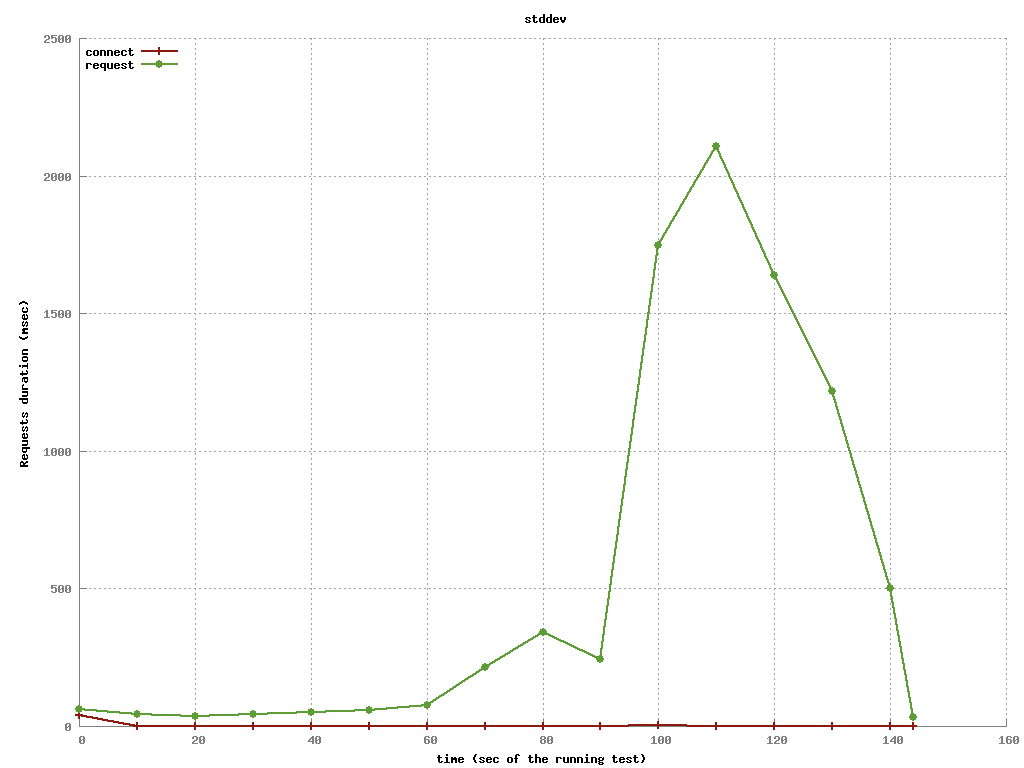 stddev
2500
connect
request
2000
1500
1000
500
0
Requests duration (msec)
0 20 40 60 80 100 120 140 160
time (sec of the running test)